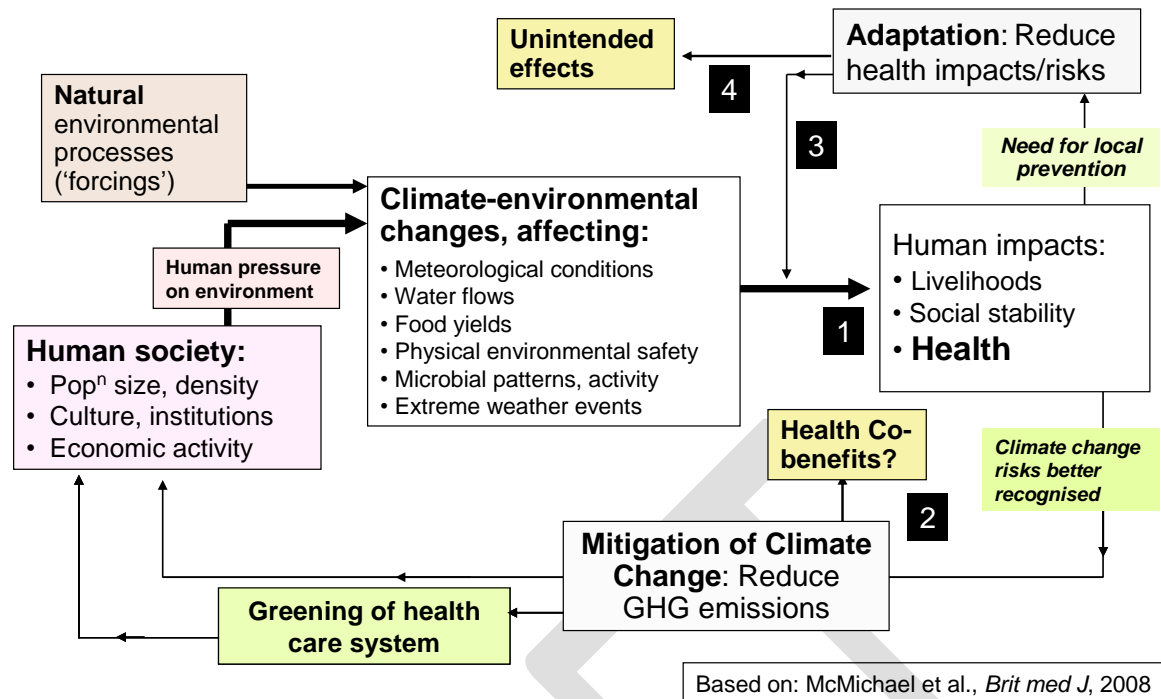 Unintended
effects
Adaptation: Reduce
health impacts/risks
4
Natural
environmental
processes
(‘forcings’)
3
Need for local
prevention
Climate-environmental
changes, affecting:
• Meteorological conditions
• Water flows
• Food yields
• Physical environmental safety
• Microbial patterns, activity
• Extreme weather events
Human impacts:
• Livelihoods
• Social stability
• Health
Human pressure
on environment
1
Human society:
• Popⁿ size, density
• Culture, institutions
• Economic activity
Health Co-
benefits?
Climate change
risks better
recognised
2
Mitigation of Climate
Change: Reduce
GHG emissions
Greening of health
care system
Based on: McMichael et al., Brit med J, 2008